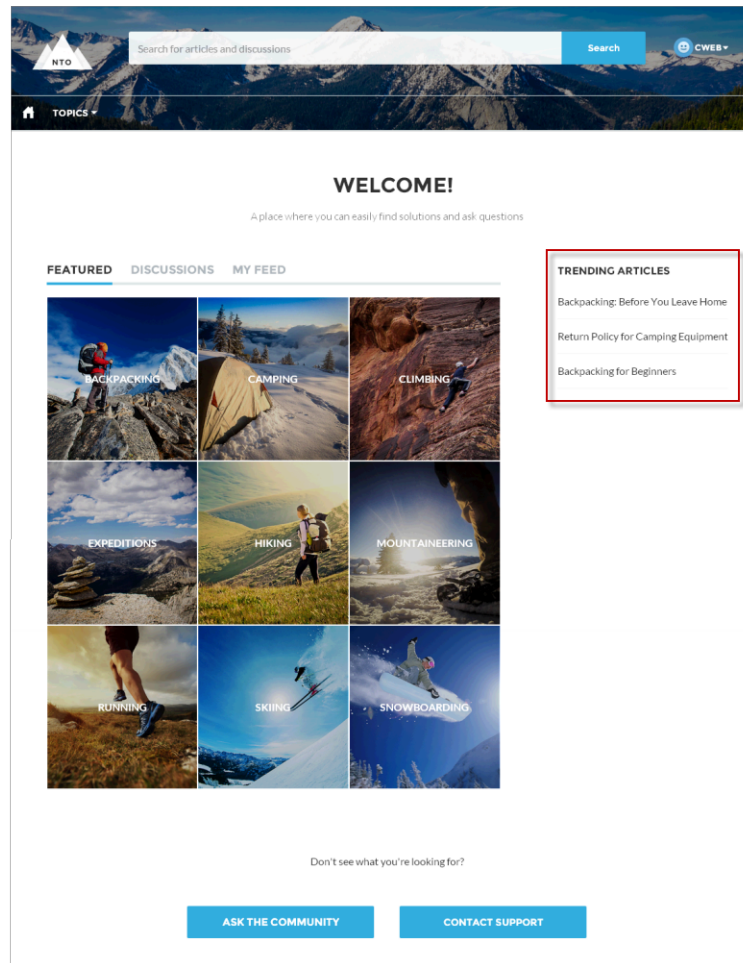 NTO
Search for articles and discussions
Search
CWEB
TOPICS
WELCOME!
A place where you can easily find solutions and ask questions
FEATURED DISCUSSIONS MY FEED
BACKPACKING CAMPING CLIMBING
EXPEDITIONS HIKING MOUNTAINEERING
RUNNING SKIING SNOWBOARDING
TRENDING ARTICLES
Backpacking: Before You Leave Home
Return Policy for Camping Equipment
Backpacking for Beginners
Don't see what you're looking for?
ASK THE COMMUNITY CONTACT SUPPORT